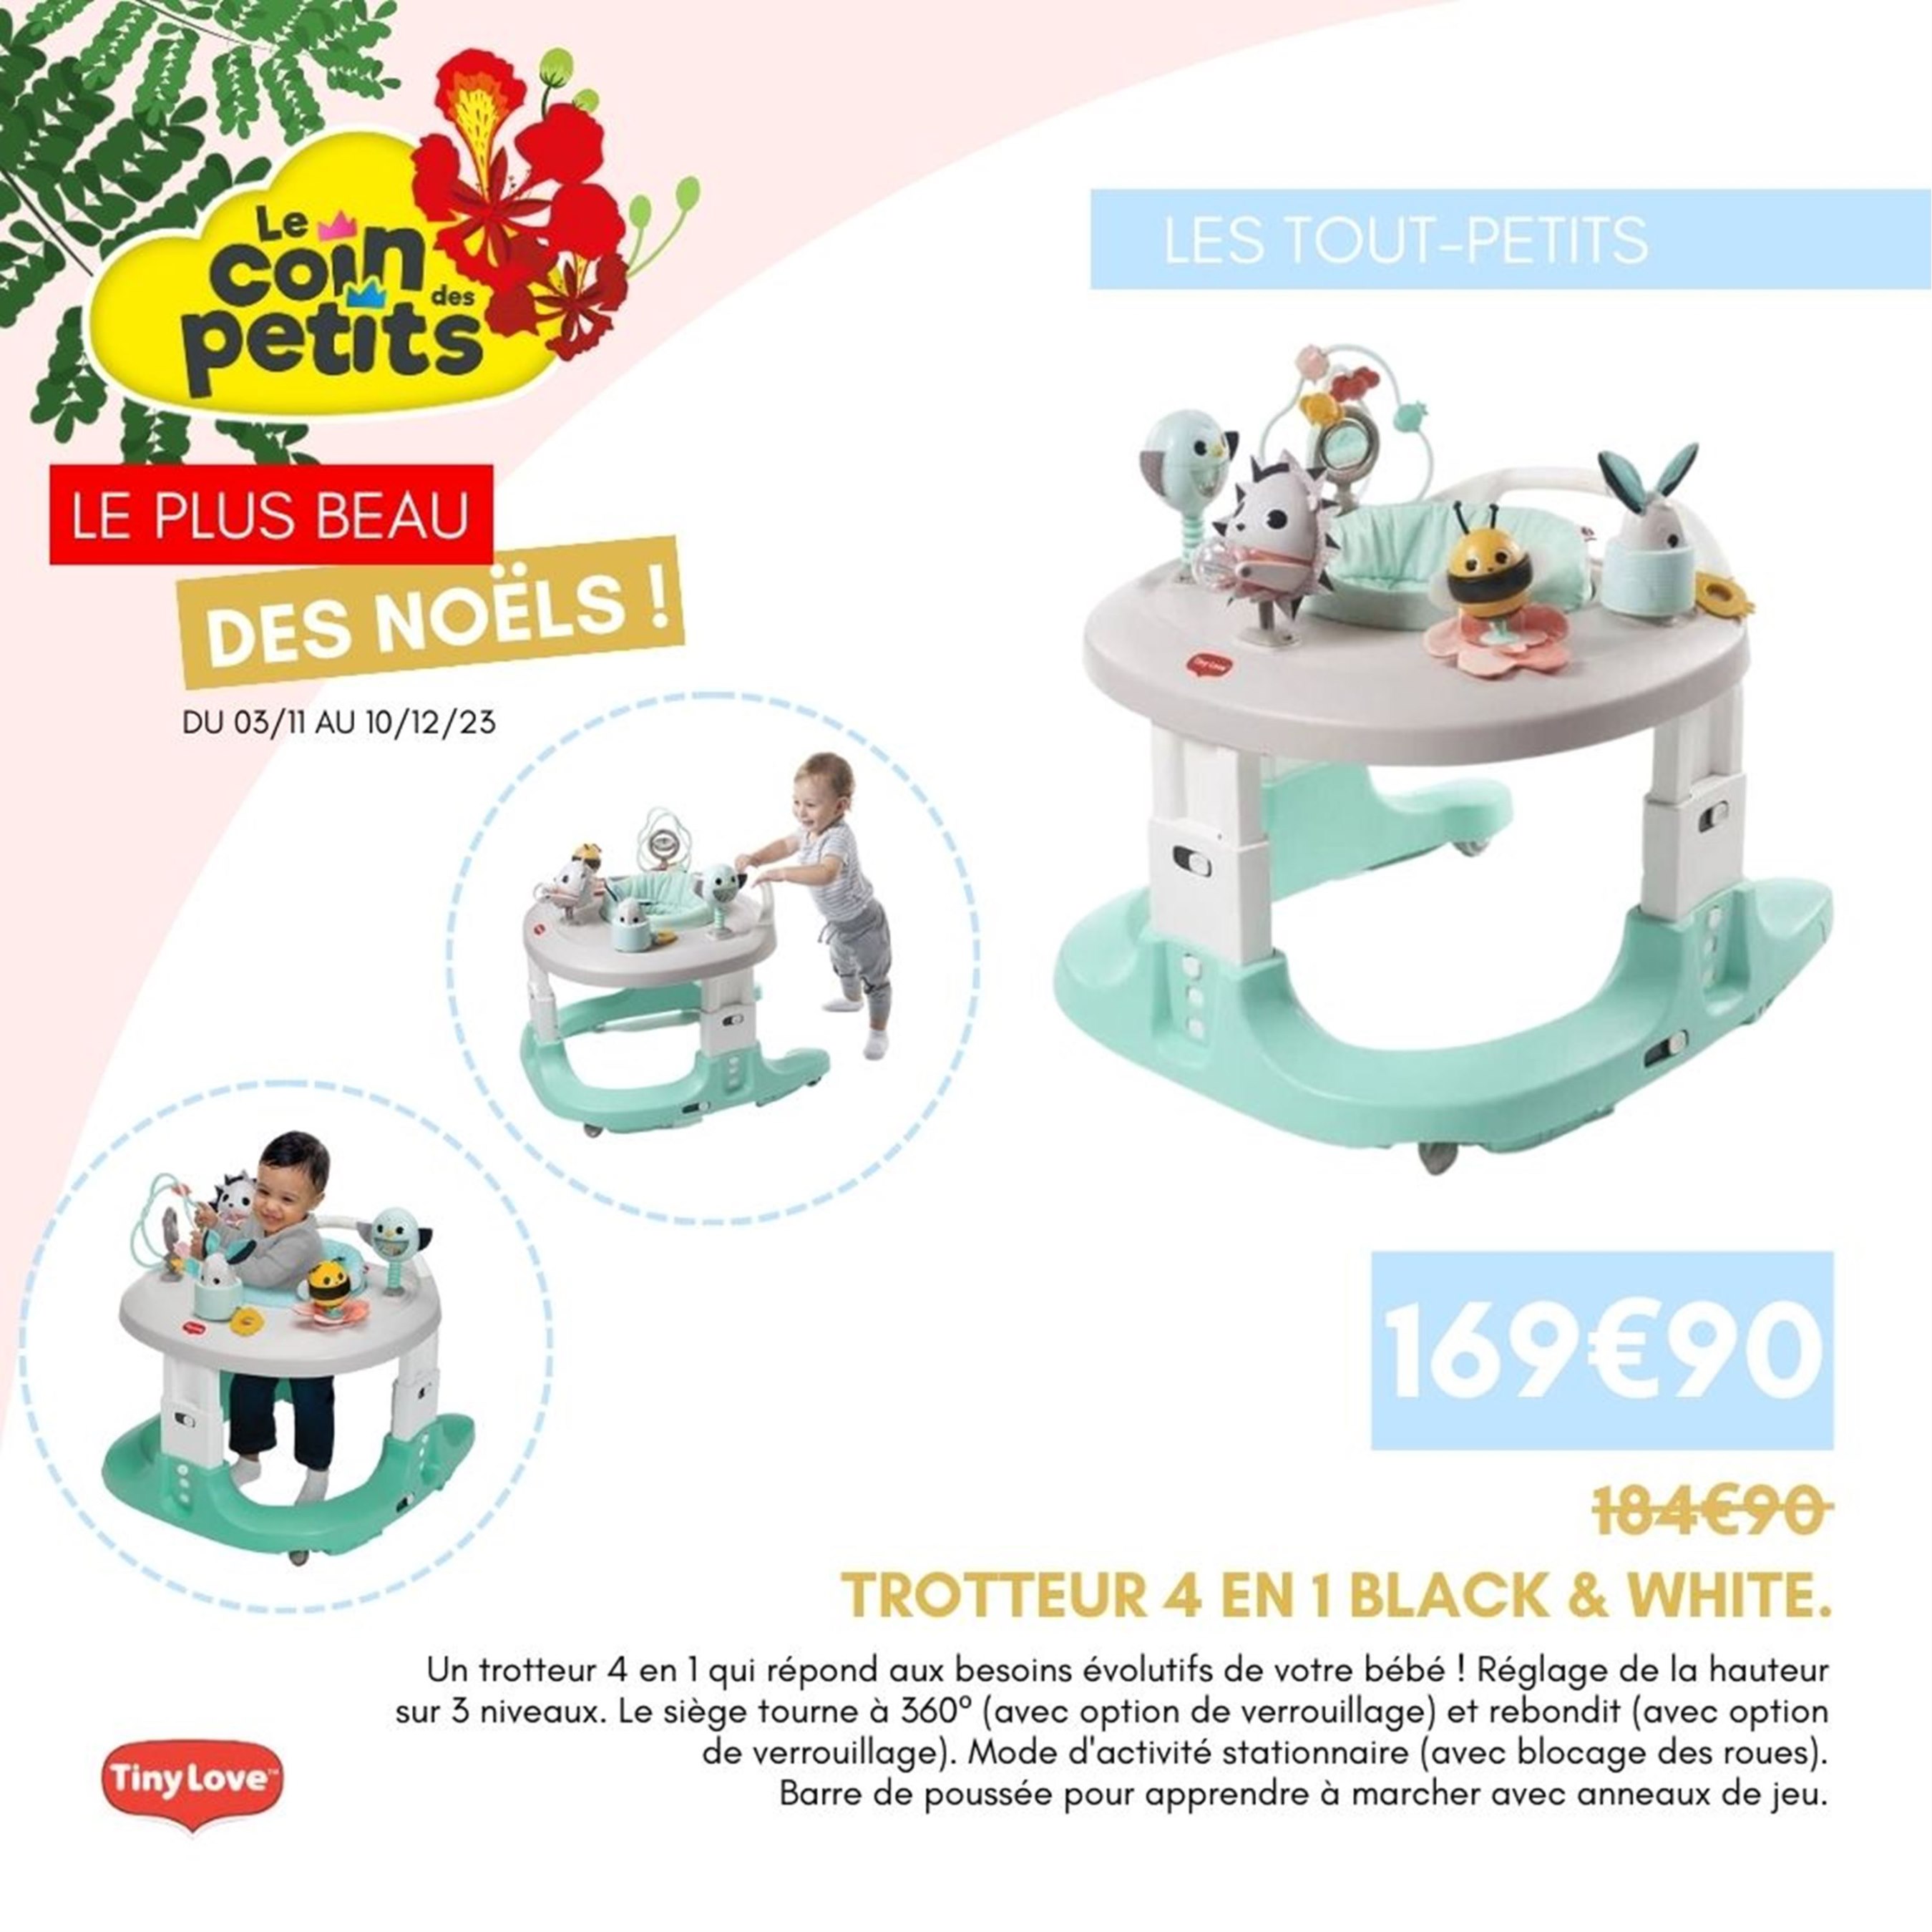 Le
coin
des
petits
LE PLUS BEAU
DES NOËLS !
DU 03/11 AU 10/12/23
LES TOUT-PETITS
Tiny Love
169€90
184€90
TROTTEUR 4 EN 1 BLACK & WHITE.
Un trotteur 4 en 1 qui répond aux besoins évolutifs de votre bébé ! Réglage de la hauteur
sur 3 niveaux. Le siège tourne à 360° (avec option de verrouillage) et rebondit (avec option
de verrouillage). Mode d'activité stationnaire (avec blocage des roues).
Barre de poussée pour apprendre à marcher avec anneaux de jeu.
Tiny Love™